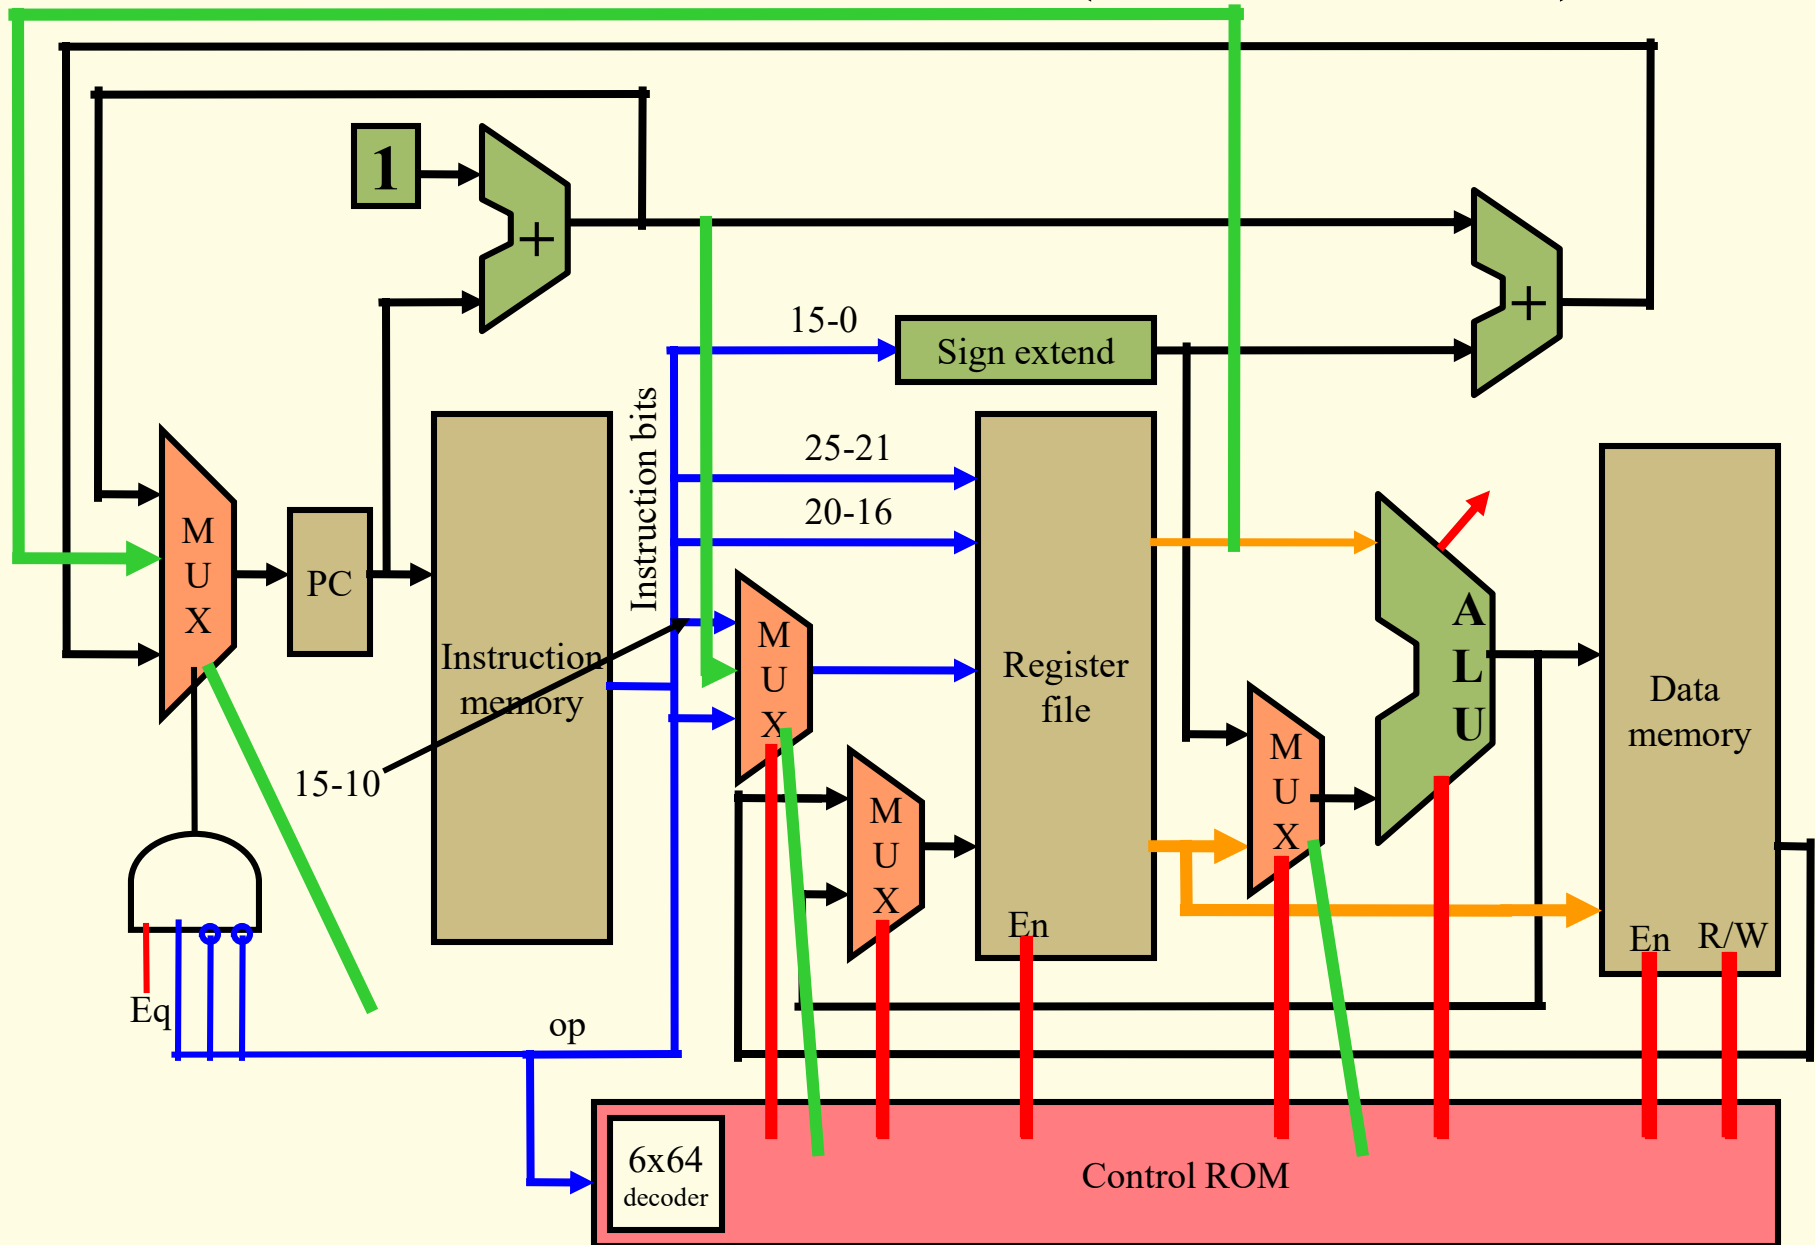 1
+
+
15-0
Sign extend
Instruction bits
25-21
20-16
M
U
X
PC
Instruction
memory
M
U
X
Register
file
A
L
U
M
U
X
Data
memory
15-10
M
U
X
En
En
R/W
Eq
op
6x64
decoder
Control ROM